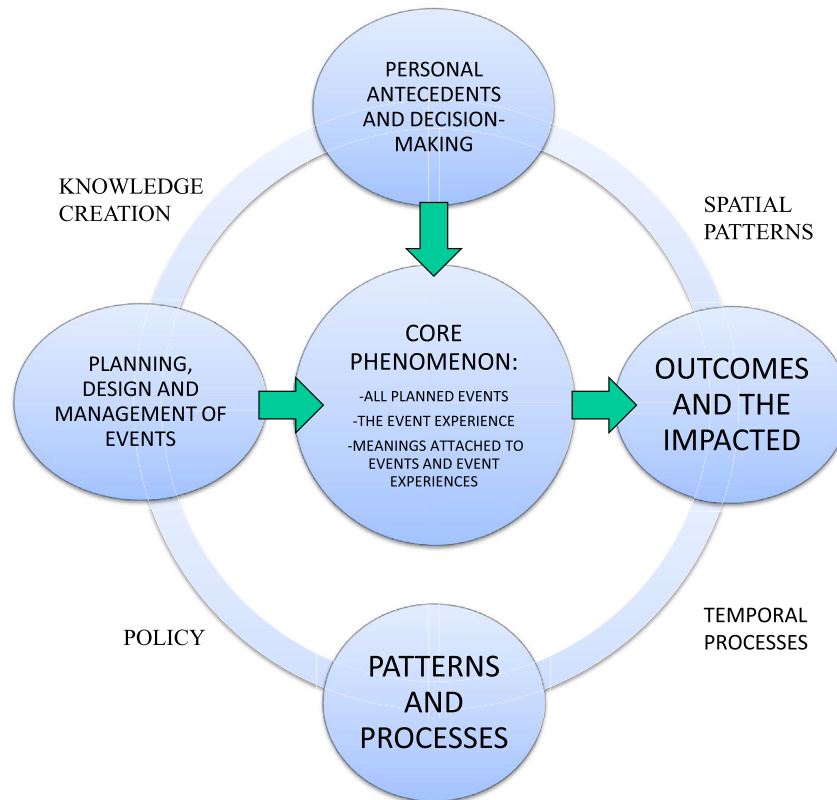 PERSONAL
ANTECEDENTS
AND DECISION-
MAKING
KNOWLEDGE
CREATION
SPATIAL
PATTERNS
PLANNING,
DESIGN AND
MANAGEMENT OF
EVENTS
CORE
PHENOMENON:
-ALL PLANNED EVENTS
-THE EVENT EXPERIENCE
-MEANINGS ATTACHED TO
EVENTS AND EVENT
EXPERIENCES
OUTCOMES
AND THE
IMPACTED
POLICY
TEMPORAL
PROCESSES
PATTERNS
AND
PROCESSES